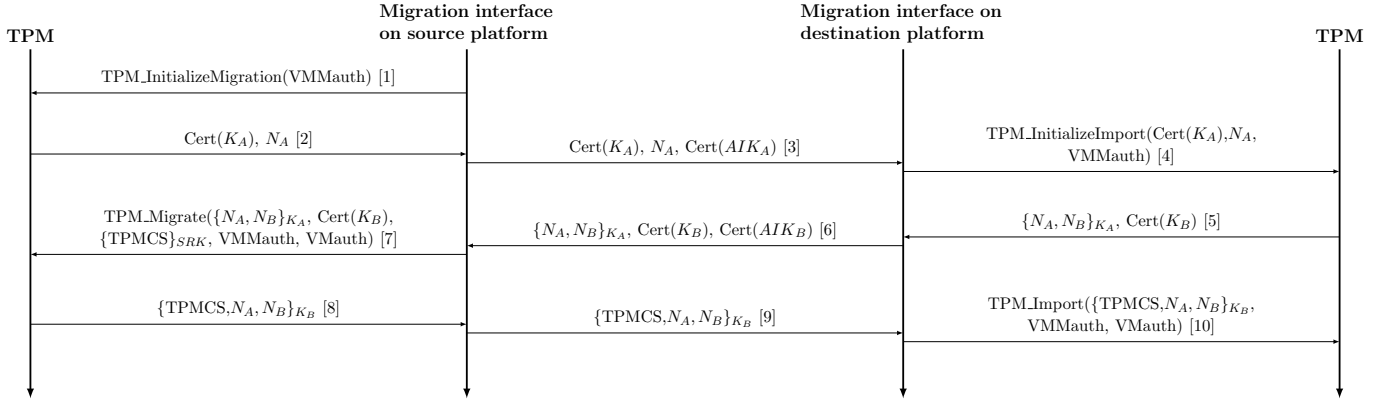 TPM
Migration interface
on source platform
Migration interface on
destination platform
TPM
TPM_InitializeMigration(VMMauth) [1]
Cert(K_A), N_A [2]
Cert(K_A), N_A, Cert(AIK_A) [3]
TPM_InitializeImport(Cert(K_A),N_A,
VMMauth) [4]
{N_A, N_B}_{K_A}, Cert(K_B) [5]
{N_A, N_B}_{K_A}, Cert(K_B), Cert(AIK_B) [6]
TPM_Migrate({N_A, N_B}_{K_A}, Cert(K_B),
{TPMCS}_{SRK}, VMMauth, VMauth) [7]
{TPMCS,N_A, N_B}_{K_B} [8]
{TPMCS,N_A, N_B}_{K_B} [9]
TPM_Import({TPMCS,N_A, N_B}_{K_B},
VMMauth, VMauth) [10]